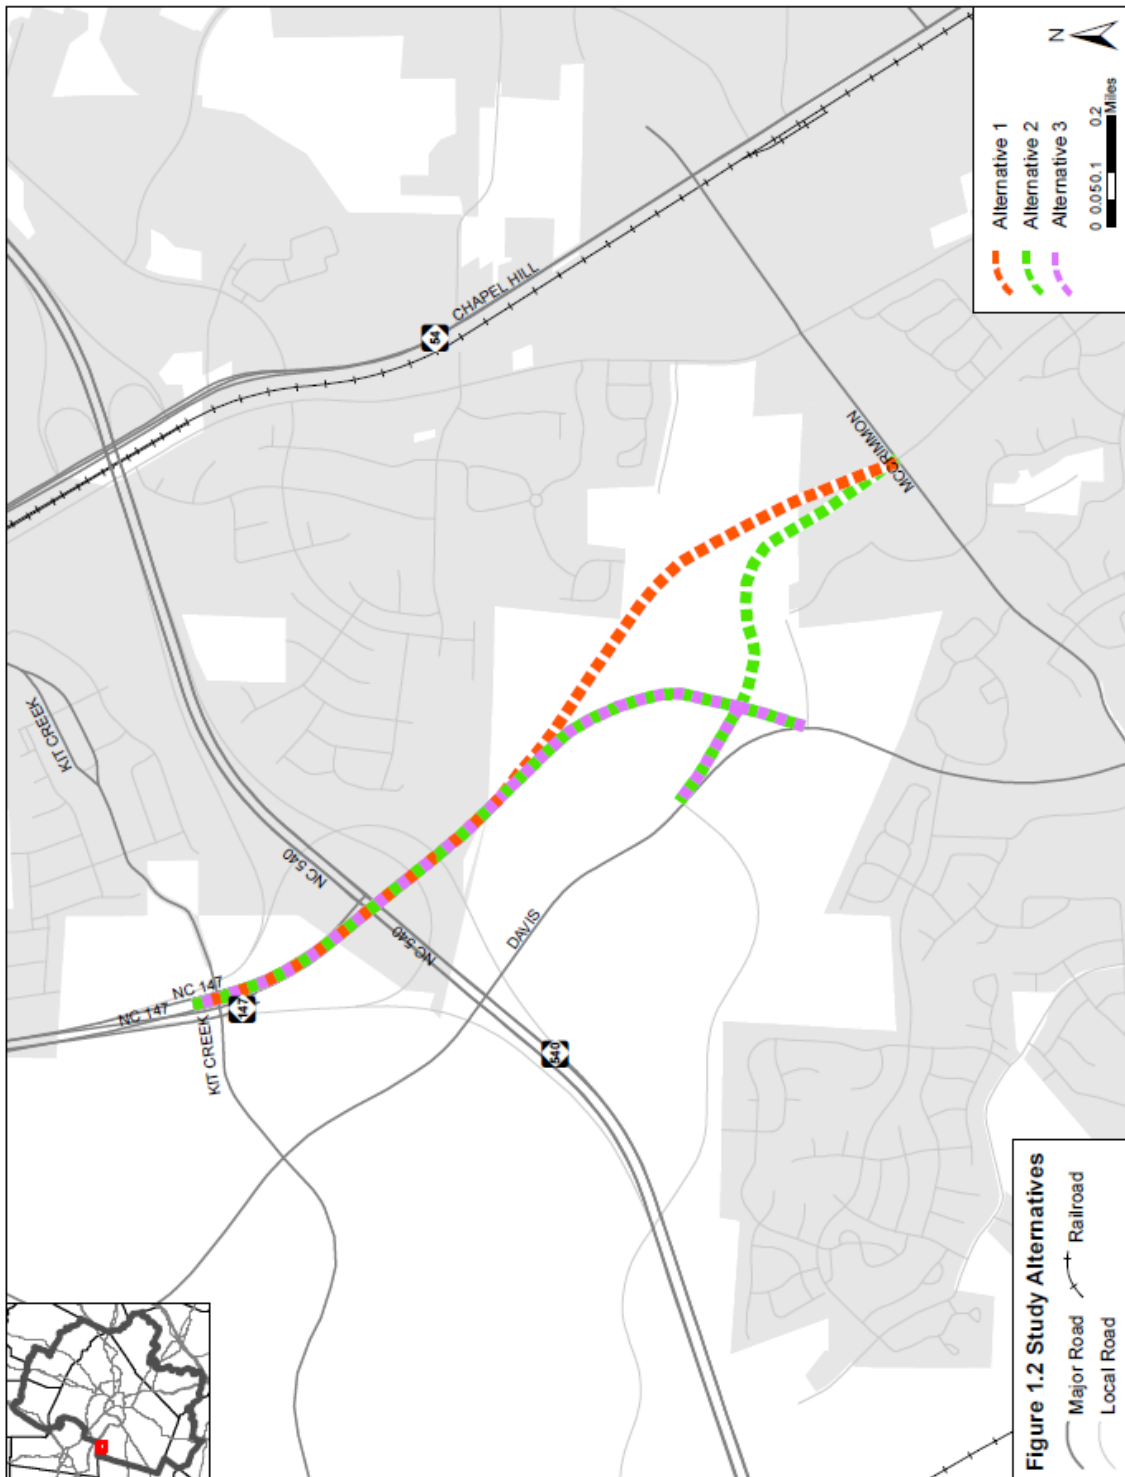 KIT CREEK
NC 540
NC 540
NC 147
NC 147
147
KIT CREEK
DAVIS
540
54
CHAPEL HILL
MCCRIMMON
N
Alternative 1
Alternative 2
Alternative 3
0 0.050.1 0.2
Miles
Figure 1.2 Study Alternatives
Major Road Railroad
Local Road